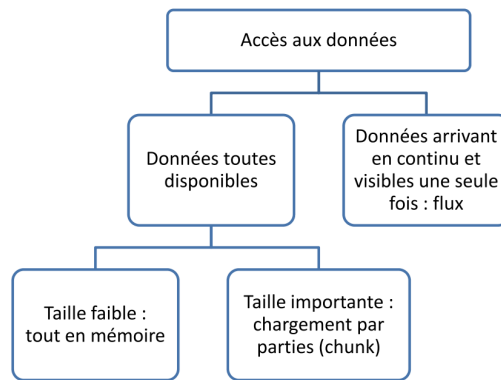 Accès aux données
Données toutes
disponibles
Données arrivant
en continu et
visibles une seule
fois : flux
Taille faible :
tout en mémoire
Taille importante :
chargement par
parties (chunk)